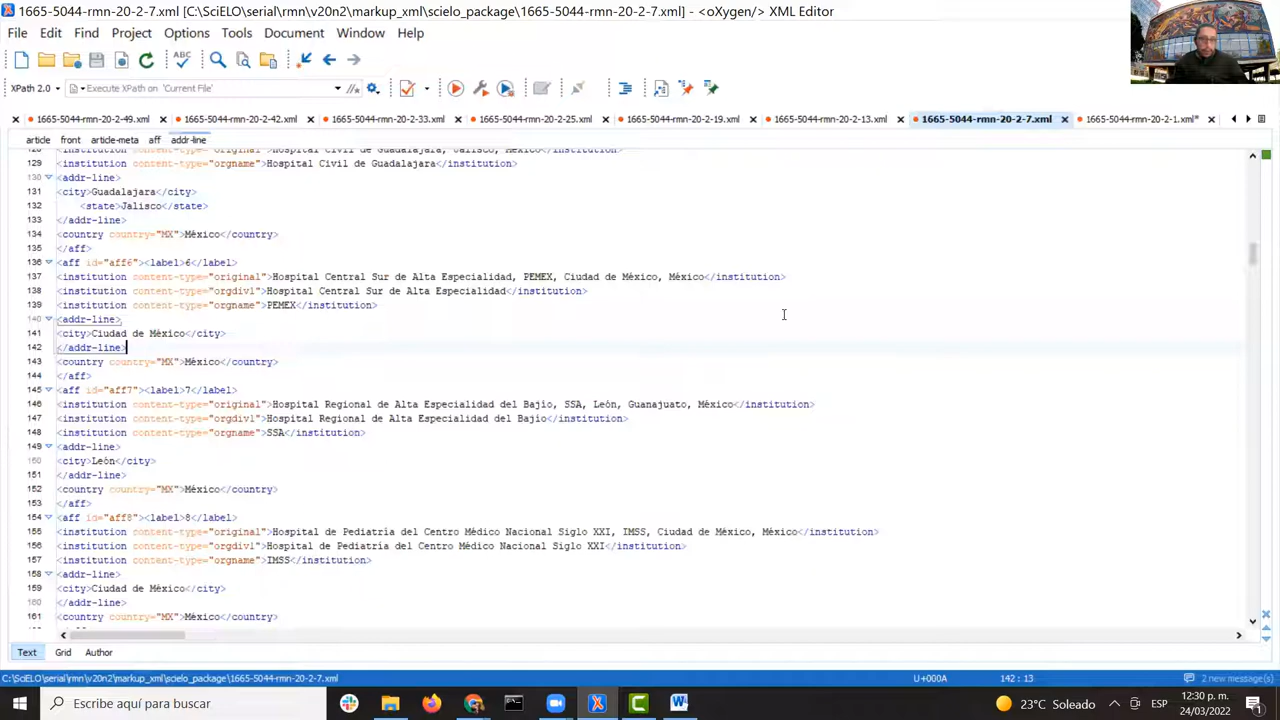 1665-5044-rmn-20-2-7.xml [C:\SciELO\serial\rmn\v20n2\markup_xml\scielo_package\1665-5044-rmn-20-2-7.xml] - <oXygen/> XML Editor
File Edit Find Project Options Tools Document Window Help
XPath 2.0 Execute XPath on 'Current File'
1665-5044-rmn-20-2-49.xml 1665-5044-rmn-20-2-42.xml 1665-5044-rmn-20-2-33.xml 1665-5044-rmn-20-2-25.xml 1665-5044-rmn-20-2-19.xml 1665-5044-rmn-20-2-13.xml 1665-5044-rmn-20-2-7.xml 1665-5044-rmn-20-2-1.xml*
article front article-meta aff addr-line
128 <institution content-type="original">Hospital Civil de Guadalajara, Jalisco, México</institution>
129 <institution content-type="orgname">Hospital Civil de Guadalajara</institution>
130 <addr-line>
131 <city>Guadalajara</city>
132 <state>Jalisco</state>
133 </addr-line>
134 <country country="MX">México</country>
135 </aff>
136 <aff id="aff6"><label>6</label>
137 <institution content-type="original">Hospital Central Sur de Alta Especialidad, PEMEX, Ciudad de México, México</institution>
138 <institution content-type="orgdiv1">Hospital Central Sur de Alta Especialidad</institution>
139 <institution content-type="orgname">PEMEX</institution>
140 <addr-line>
141 <city>Ciudad de México</city>
142 </addr-line>
143 <country country="MX">México</country>
144 </aff>
145 <aff id="aff7"><label>7</label>
146 <institution content-type="original">Hospital Regional de Alta Especialidad del Bajío, SSA, León, Guanajuato, México</institution>
147 <institution content-type="orgdiv1">Hospital Regional de Alta Especialidad del Bajío</institution>
148 <institution content-type="orgname">SSA</institution>
149 <addr-line>
150 <city>León</city>
151 </addr-line>
152 <country country="MX">México</country>
153 </aff>
154 <aff id="aff8"><label>8</label>
155 <institution content-type="original">Hospital de Pediatría del Centro Médico Nacional Siglo XXI, IMSS, Ciudad de México, México</institution>
156 <institution content-type="orgdiv1">Hospital de Pediatría del Centro Médico Nacional Siglo XXI</institution>
157 <institution content-type="orgname">IMSS</institution>
158 <addr-line>
159 <city>Ciudad de México</city>
160 </addr-line>
161 <country country="MX">México</country>
Text Grid Author
C:\SciELO\serial\rmn\v20n2\markup_xml\scielo_package\1665-5044-rmn-20-2-7.xml U+000A 142 : 13 2 new message(s)
Escribe aquí para buscar 23°C Soleado ESP 12:30 p. m.
24/03/2022